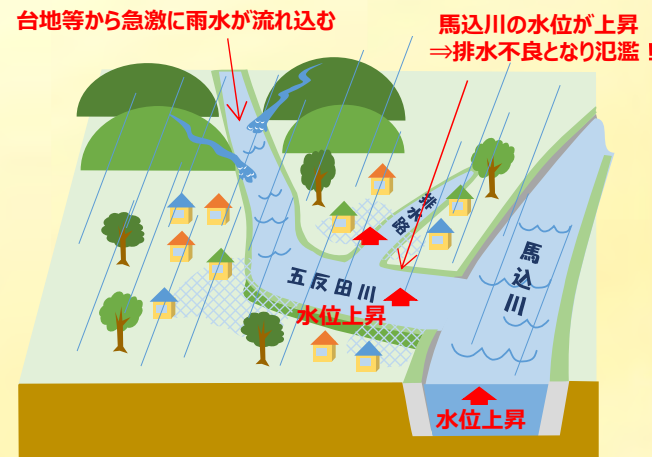 台地等から急激に雨水が流れ込む
馬込川の水位が上昇
⇒排水不良となり氾濫！
排水路
馬込川
五反田川
水位上昇
水位上昇